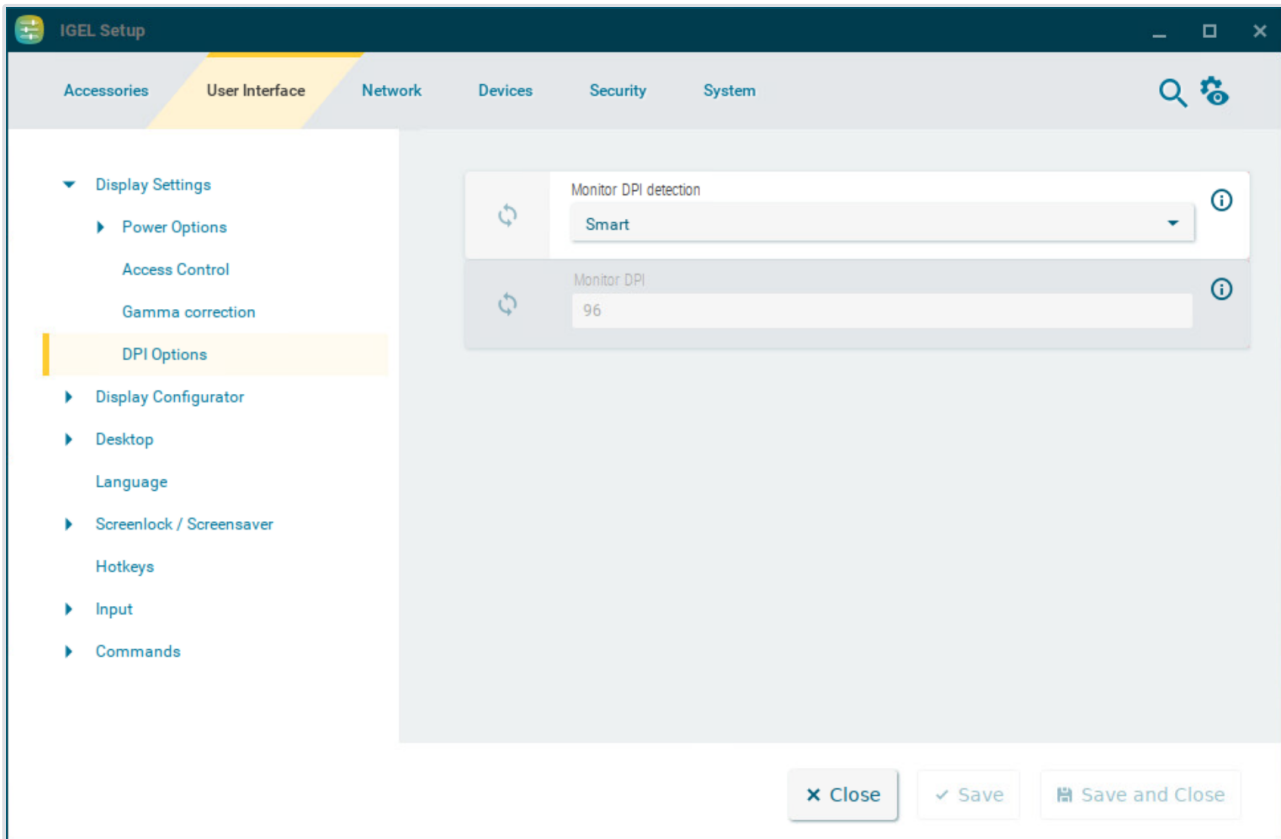 IGEL Setup
Accessories User Interface Network Devices Security System
Display Settings
Power Options
Access Control
Gamma correction
DPI Options
Display Configurator
Desktop
Language
Screenlock / Screensaver
Hotkeys
Input
Commands
Monitor DPI detection
Smart
Monitor DPI
96
Close Save Save and Close